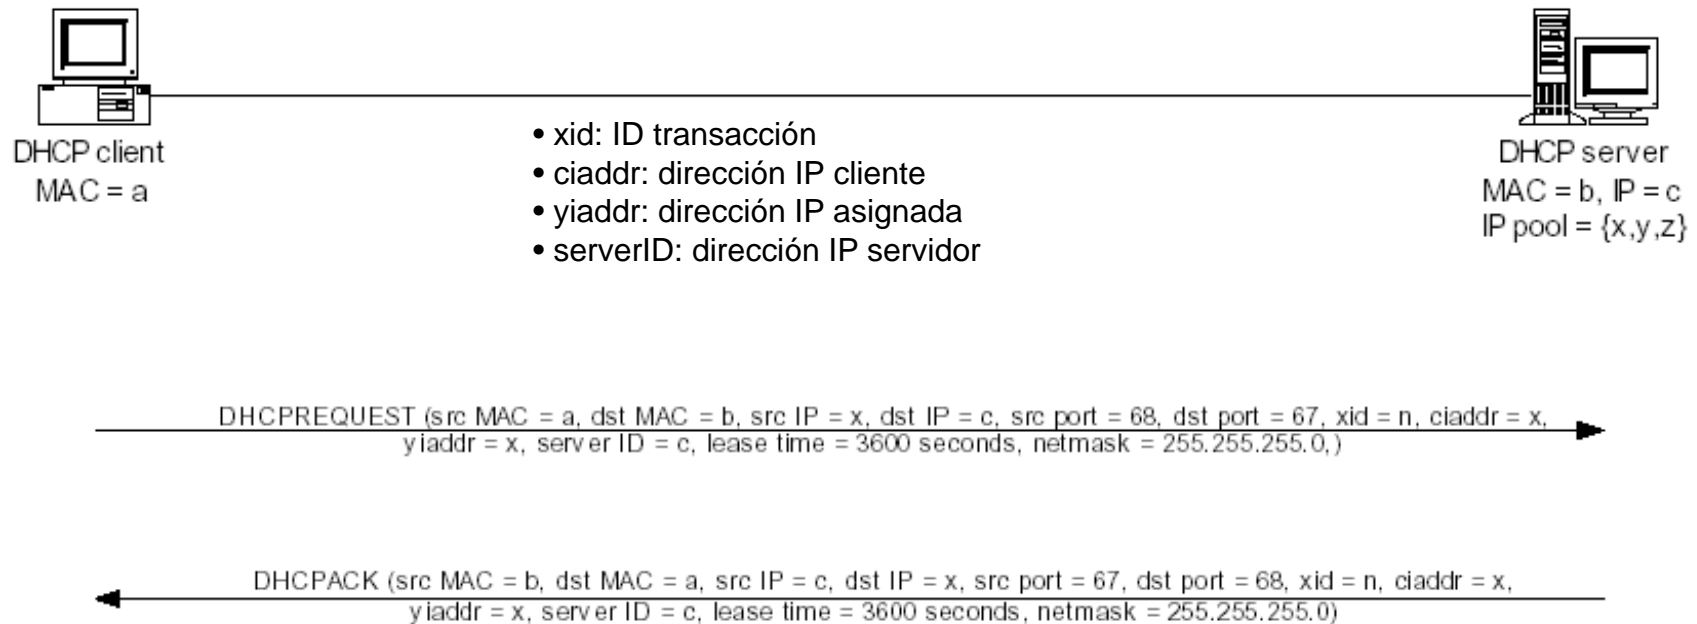 DHCP client
MAC = a
• xid: ID transacción
• ciaddr: dirección IP cliente
• yiaddr: dirección IP asignada
• serverID: dirección IP servidor
DHCP server
MAC = b, IP = c
IP pool = {x,y,z}
DHCPREQUEST (src MAC = a, dst MAC = b, src IP = x, dst IP = c, src port = 68, dst port = 67, xid = n, ciaddr = x,
yiaddr = x, server ID = c, lease time = 3600 seconds, netmask = 255.255.255.0,)
DHCPACK (src MAC = b, dst MAC = a, src IP = c, dst IP = x, src port = 67, dst port = 68, xid = n, ciaddr = x,
yiaddr = x, server ID = c, lease time = 3600 seconds, netmask = 255.255.255.0)